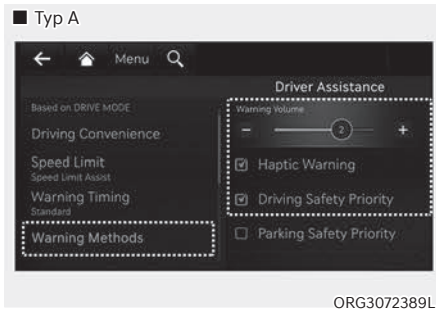 ■ Typ A
Menu
Driver Assistance
Based on DRIVE MODE
Driving Convenience
Speed Limit
Speed Limit Assist
Warning Timing
Standard
Warning Methods
Warning Volume
− 2 +
Haptic Warning
Driving Safety Priority
Parking Safety Priority
ORG3072389L